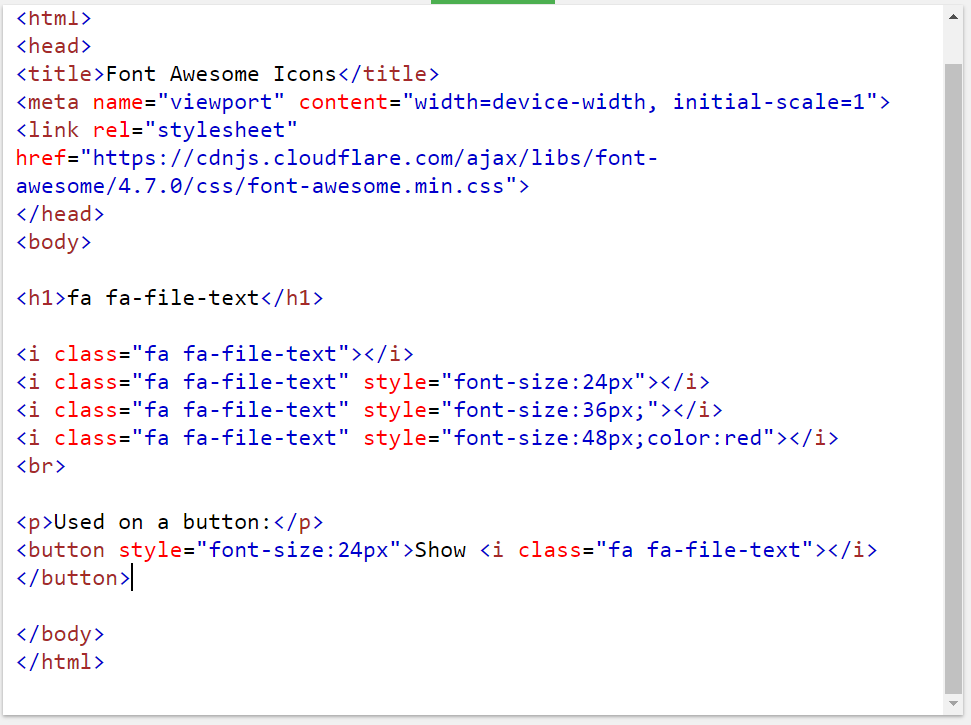 <html>
<head>
<title>Font Awesome Icons</title>
<meta name="viewport" content="width=device-width, initial-scale=1">
<link rel="stylesheet"
href="https://cdnjs.cloudflare.com/ajax/libs/font-
awesome/4.7.0/css/font-awesome.min.css">
</head>
<body>

<h1>fa fa-file-text</h1>

<i class="fa fa-file-text"></i>
<i class="fa fa-file-text" style="font-size:24px"></i>
<i class="fa fa-file-text" style="font-size:36px;"></i>
<i class="fa fa-file-text" style="font-size:48px;color:red"></i>
<br>

<p>Used on a button:</p>
<button style="font-size:24px">Show <i class="fa fa-file-text"></i>
</button>

</body>
</html>